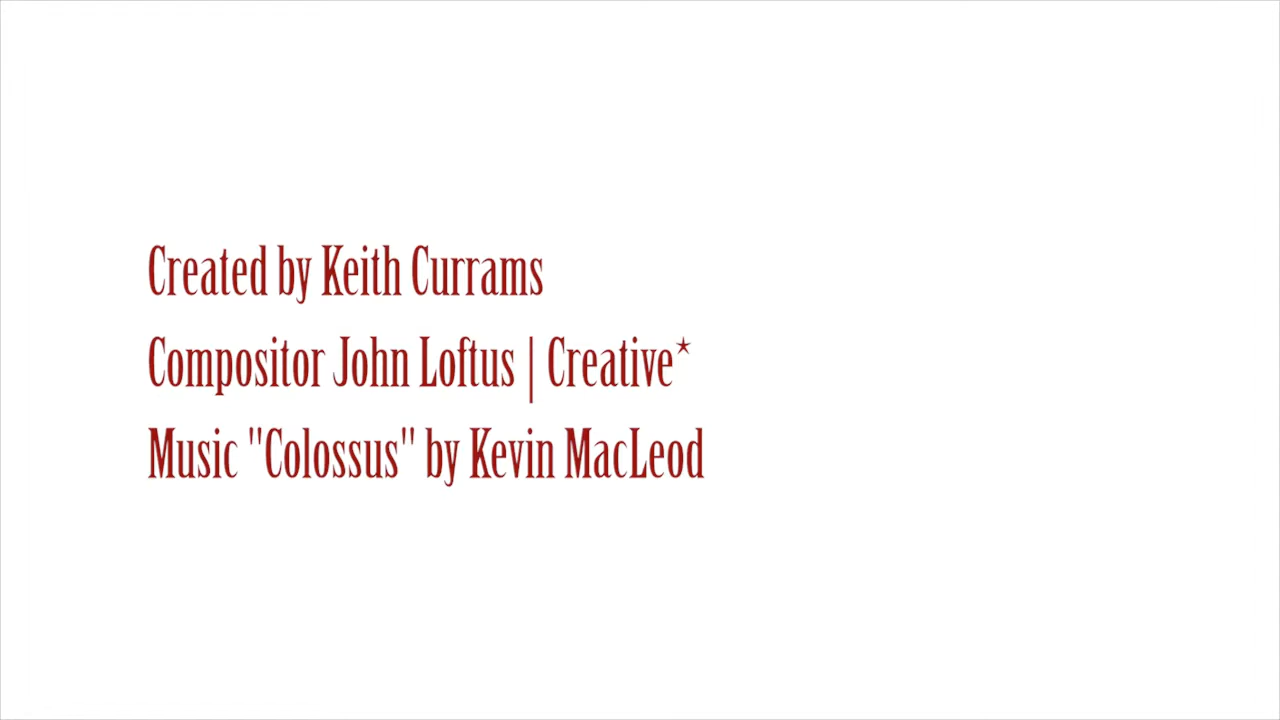 Created by Keith Currams
Compositor John Loftus | Creative*
Music "Colossus" by Kevin MacLeod